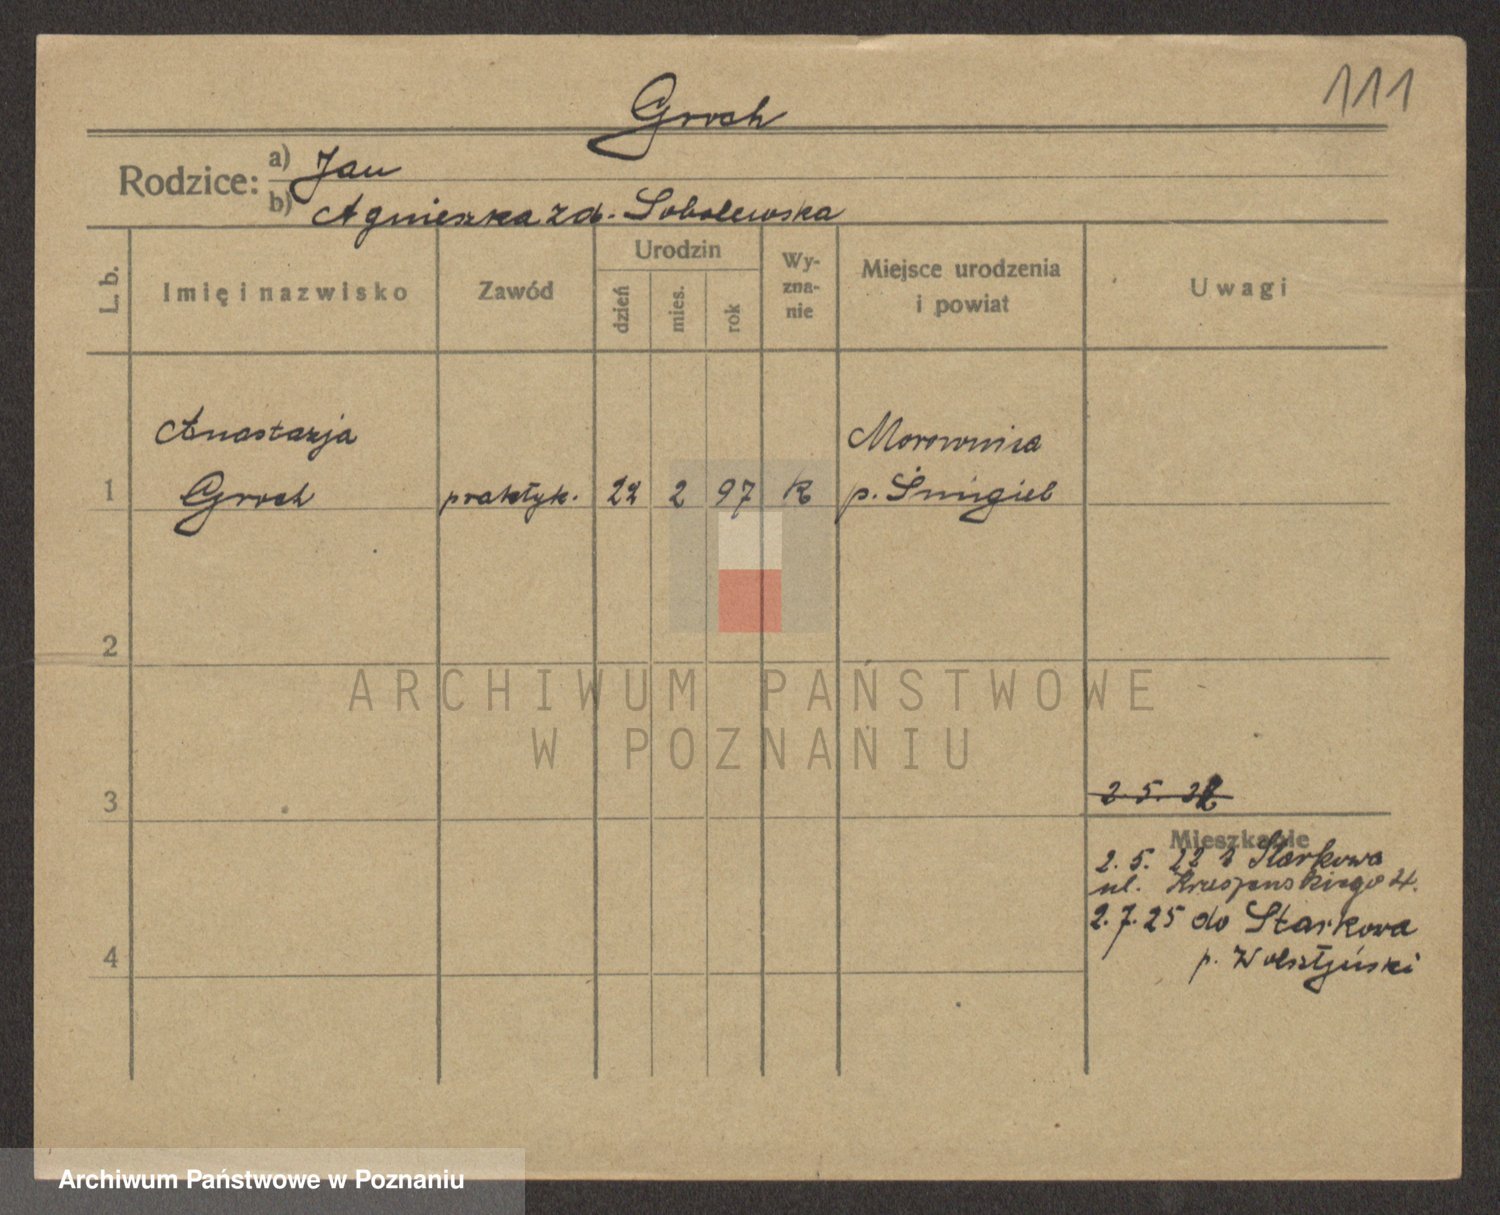 111
Groch
Rodzice: a) Jan
b) Agnieszka zd. Sobolewska
L. b.
Imię i nazwisko
Zawód
Urodzin
dzień
mies.
rok
Wy-
zna-
nie
Miejsce urodzenia
i powiat
Uwagi
Anastazja
Morownica
1 Groch praktyk. 22 2 97 K p. Śmigiel
2
ARCHIWUM PAŃSTWOWE
W POZNANIU
2. 5. 22
3
Mieszkanie
2. 5. 22 z Starkowa
ul. 4.
2. 7. 25 do Starkowa
4
p. Wolsztyński
Archiwum Państwowe w Poznaniu